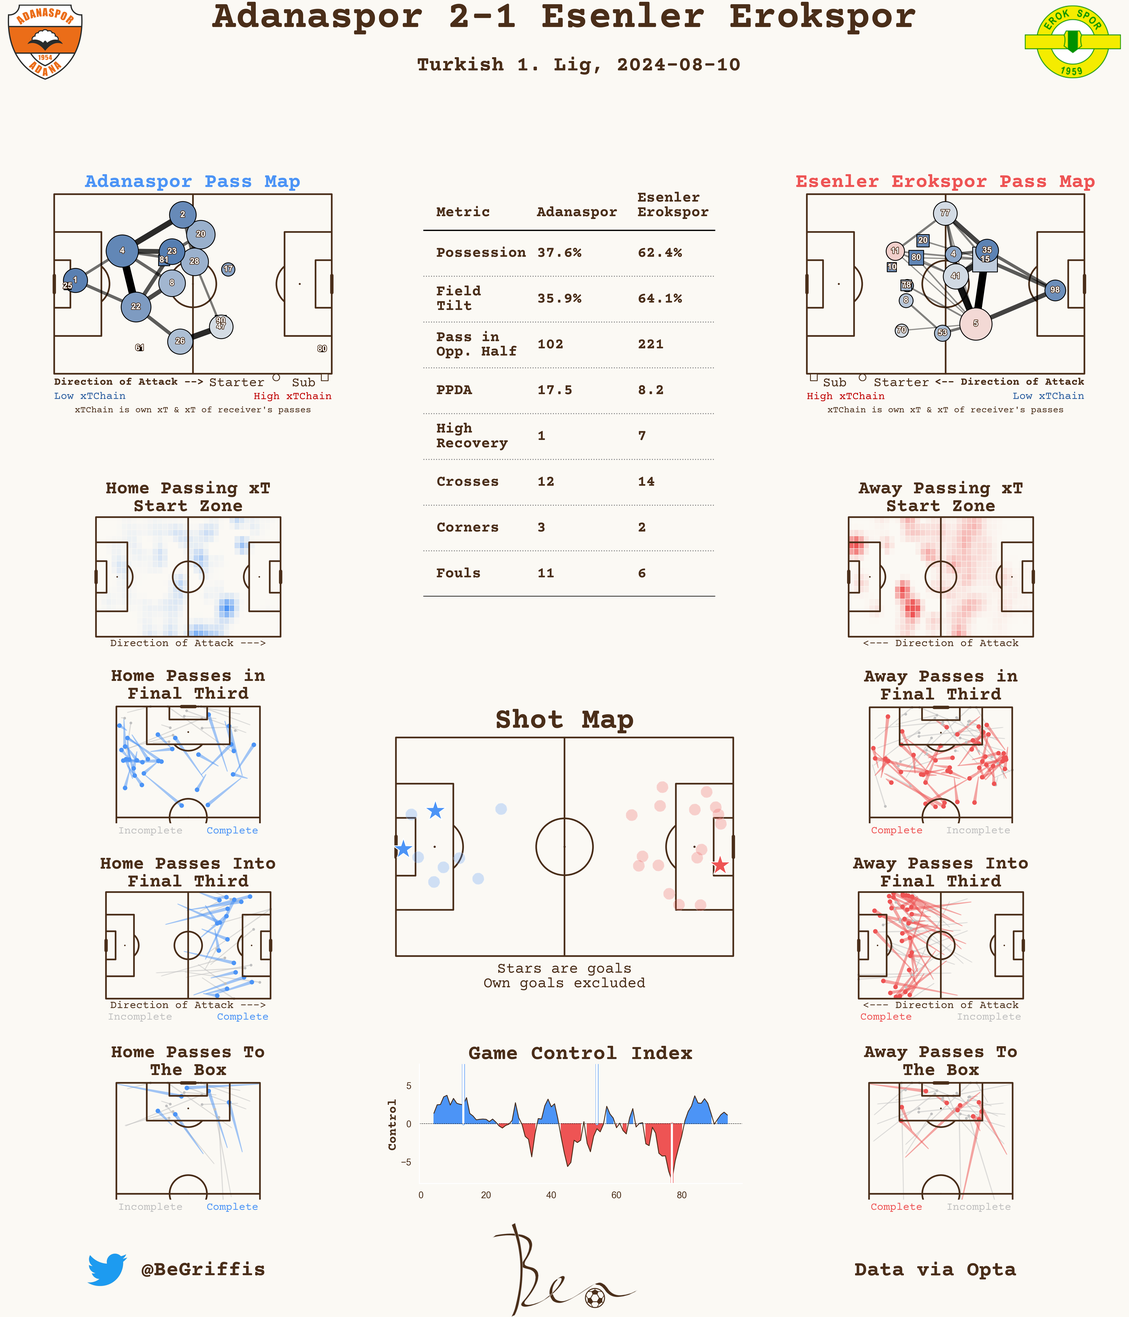 Adanaspor 2-1 Esenler Erokspor
Turkish 1. Lig, 2024-08-10
ADANASPOR
1954
ADANA
EROK SPOR
1959
Adanaspor Pass Map
2
20
4
23
81
28
17
1
25
8
22
90
47
26
61
80
Direction of Attack --> Starter Sub
Low xTChain High xTChain
xTChain is own xT & xT of receiver's passes
Metric Adanaspor Esenler Erokspor
Possession 37.6% 62.4%
Field Tilt 35.9% 64.1%
Pass in Opp. Half 102 221
PPDA 17.5 8.2
High Recovery 1 7
Crosses 12 14
Corners 3 2
Fouls 11 6
Esenler Erokspor Pass Map
77
20
11
4
35
80
15
10
41
78
98
8
5
70
53
Sub Starter <-- Direction of Attack
High xTChain Low xTChain
xTChain is own xT & xT of receiver's passes
Home Passing xT
Start Zone
Direction of Attack --->
Away Passing xT
Start Zone
<--- Direction of Attack
Home Passes in
Final Third
Incomplete Complete
Away Passes in
Final Third
Complete Incomplete
Shot Map
Stars are goals
Own goals excluded
Home Passes Into
Final Third
Direction of Attack --->
Incomplete Complete
Away Passes Into
Final Third
<--- Direction of Attack
Complete Incomplete
Home Passes To
The Box
Incomplete Complete
Game Control Index
Control
5
0
−5
0 20 40 60 80
Away Passes To
The Box
Complete Incomplete
@BeGriffis
Ben
Data via Opta